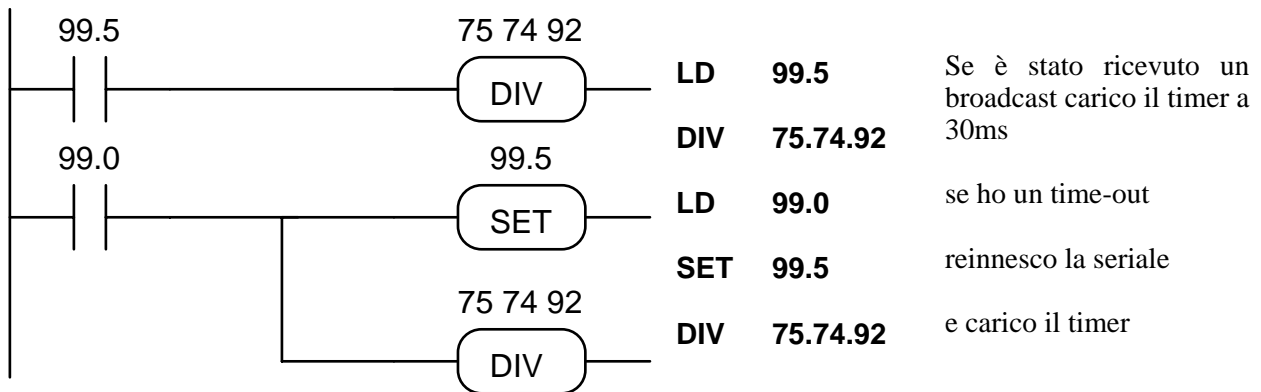 99.5
75 74 92
DIV
99.0
99.5
SET
75 74 92
DIV
LD 99.5
DIV 75.74.92
LD 99.0
SET 99.5
DIV 75.74.92
Se è stato ricevuto un
broadcast carico il timer a
30ms
se ho un time-out
reinnesco la seriale
e carico il timer